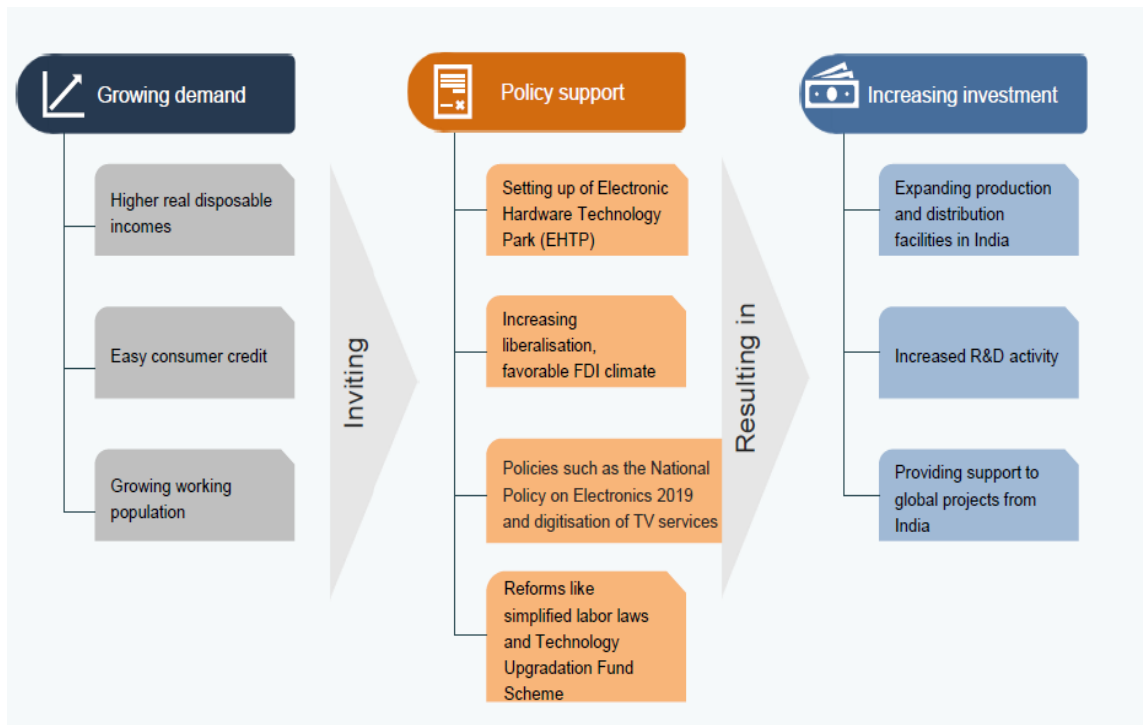 Growing demand
Higher real disposable
incomes
Easy consumer credit
Growing working
population
Inviting
Policy support
Setting up of Electronic
Hardware Technology
Park (EHTP)
Increasing
liberalisation,
favorable FDI climate
Policies such as the National
Policy on Electronics 2019
and digitisation of TV services
Reforms like
simplified labor laws
and Technology
Upgradation Fund
Scheme
Resulting in
Increasing investment
Expanding production
and distribution
facilities in India
Increased R&D activity
Providing support to
global projects from
India